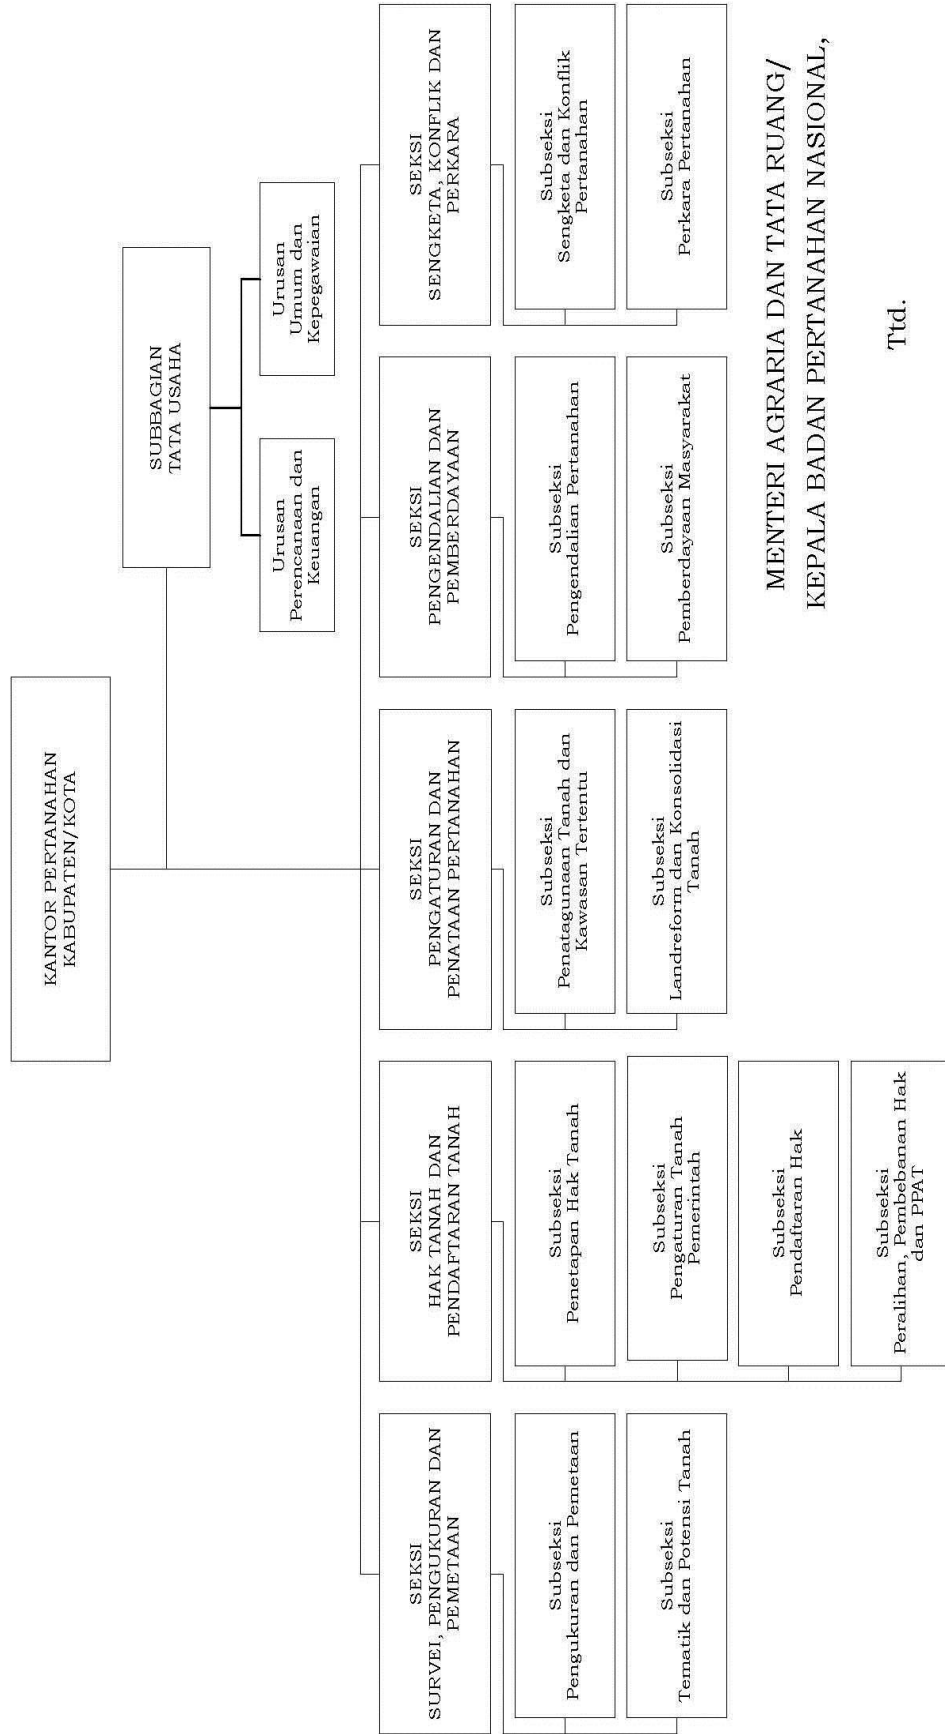 KANTOR PERTANAHAN
KABUPATEN/KOTA
SUBBAGIAN
TATA USAHA
Urusan
Perencanaan dan
Keuangan
Urusan
Umum dan
Kepegawaian
SEKSI
SURVEI, PENGUKURAN DAN
PEMETAAN
Subseksi
Pengukuran dan Pemetaan
Subseksi
Tematik dan Potensi Tanah
SEKSI
HAK TANAH DAN
PENDAFTARAN TANAH
Subseksi
Penetapan Hak Tanah
Subseksi
Pengaturan Tanah
Pemerintah
Subseksi
Pendaftaran Hak
Subseksi
Peralihan, Pembebanan Hak
dan PPAT
SEKSI
PENGATURAN DAN
PENATAAN PERTANAHAN
Subseksi
Penatagunaan Tanah dan
Kawasan Tertentu
Subseksi
Landreform dan Konsolidasi
Tanah
SEKSI
PENGENDALIAN DAN
PEMBERDAYAAN
Subseksi
Pengendalian Pertanahan
Subseksi
Pemberdayaan Masyarakat
SEKSI
SENGKETA, KONFLIK DAN
PERKARA
Subseksi
Sengketa dan Konflik
Pertanahan
Subseksi
Perkara Pertanahan
MENTERI AGRARIA DAN TATA RUANG/
KEPALA BADAN PERTANAHAN NASIONAL,
Ttd.